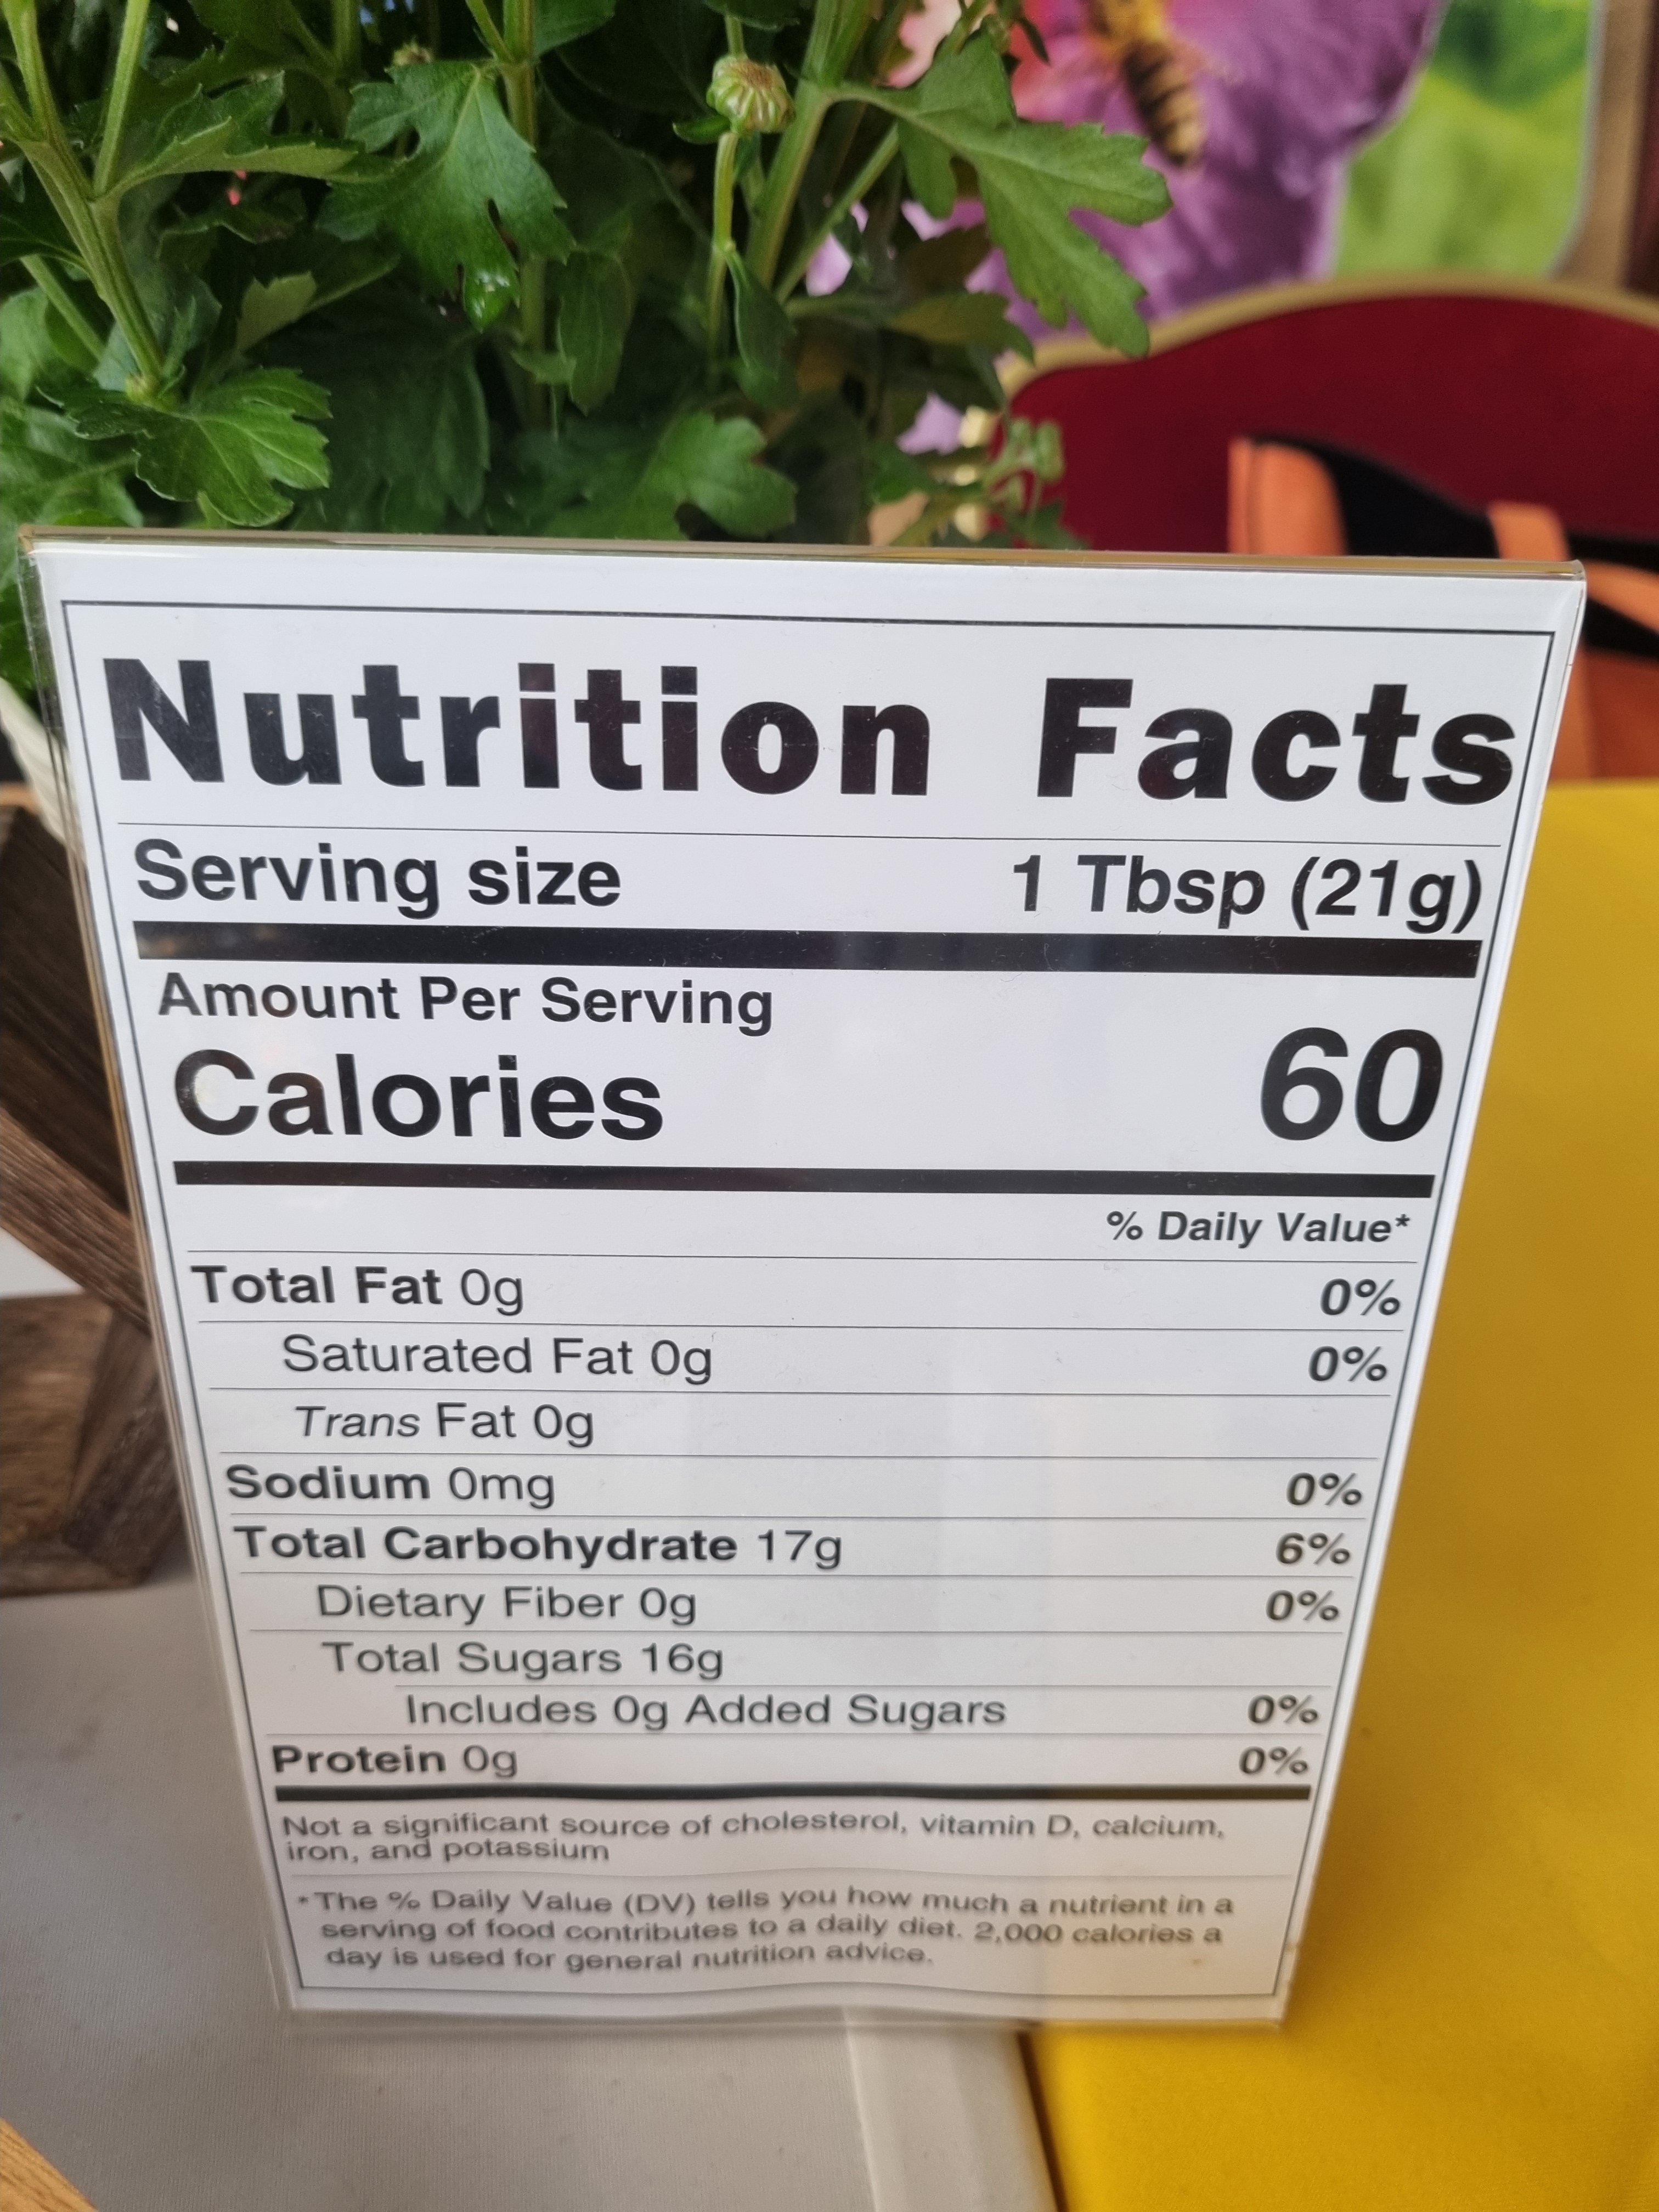 Nutrition Facts
Serving size 1 Tbsp (21g)
Amount Per Serving
Calories 60
% Daily Value*
Total Fat 0g 0%
Saturated Fat 0g 0%
Trans Fat 0g
Sodium 0mg 0%
Total Carbohydrate 17g 6%
Dietary Fiber 0g 0%
Total Sugars 16g
Includes 0g Added Sugars 0%
Protein 0g 0%
Not a significant source of cholesterol, vitamin D, calcium,
iron, and potassium
*The % Daily Value (DV) tells you how much a nutrient in a
serving of food contributes to a daily diet. 2,000 calories a
day is used for general nutrition advice.